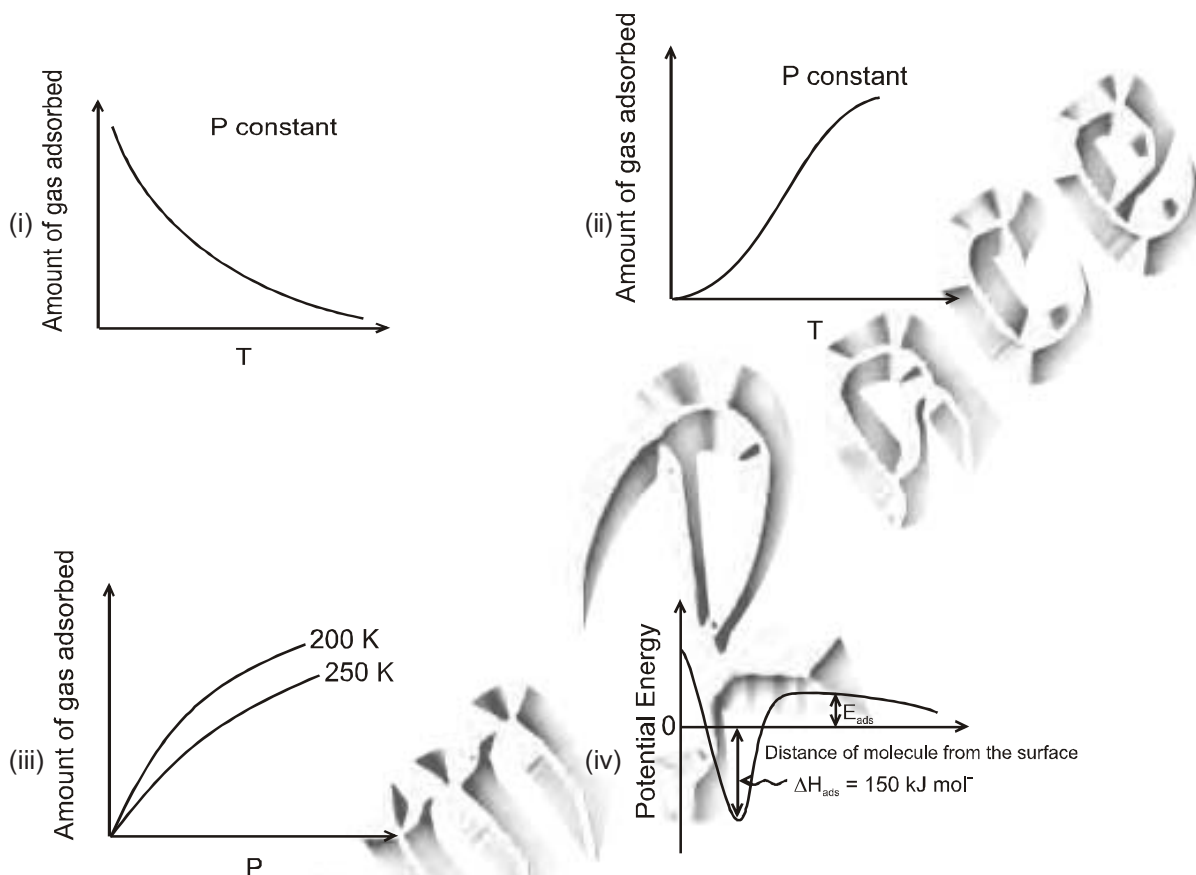 (i)
Amount of gas adsorbed
P constant
T
(ii)
Amount of gas adsorbed
P constant
T
(iii)
Amount of gas adsorbed
200 K
250 K
P
(iv)
Potential Energy
0
E_ads
Distance of molecule from the surface
ΔH_ads = 150 kJ mol⁻